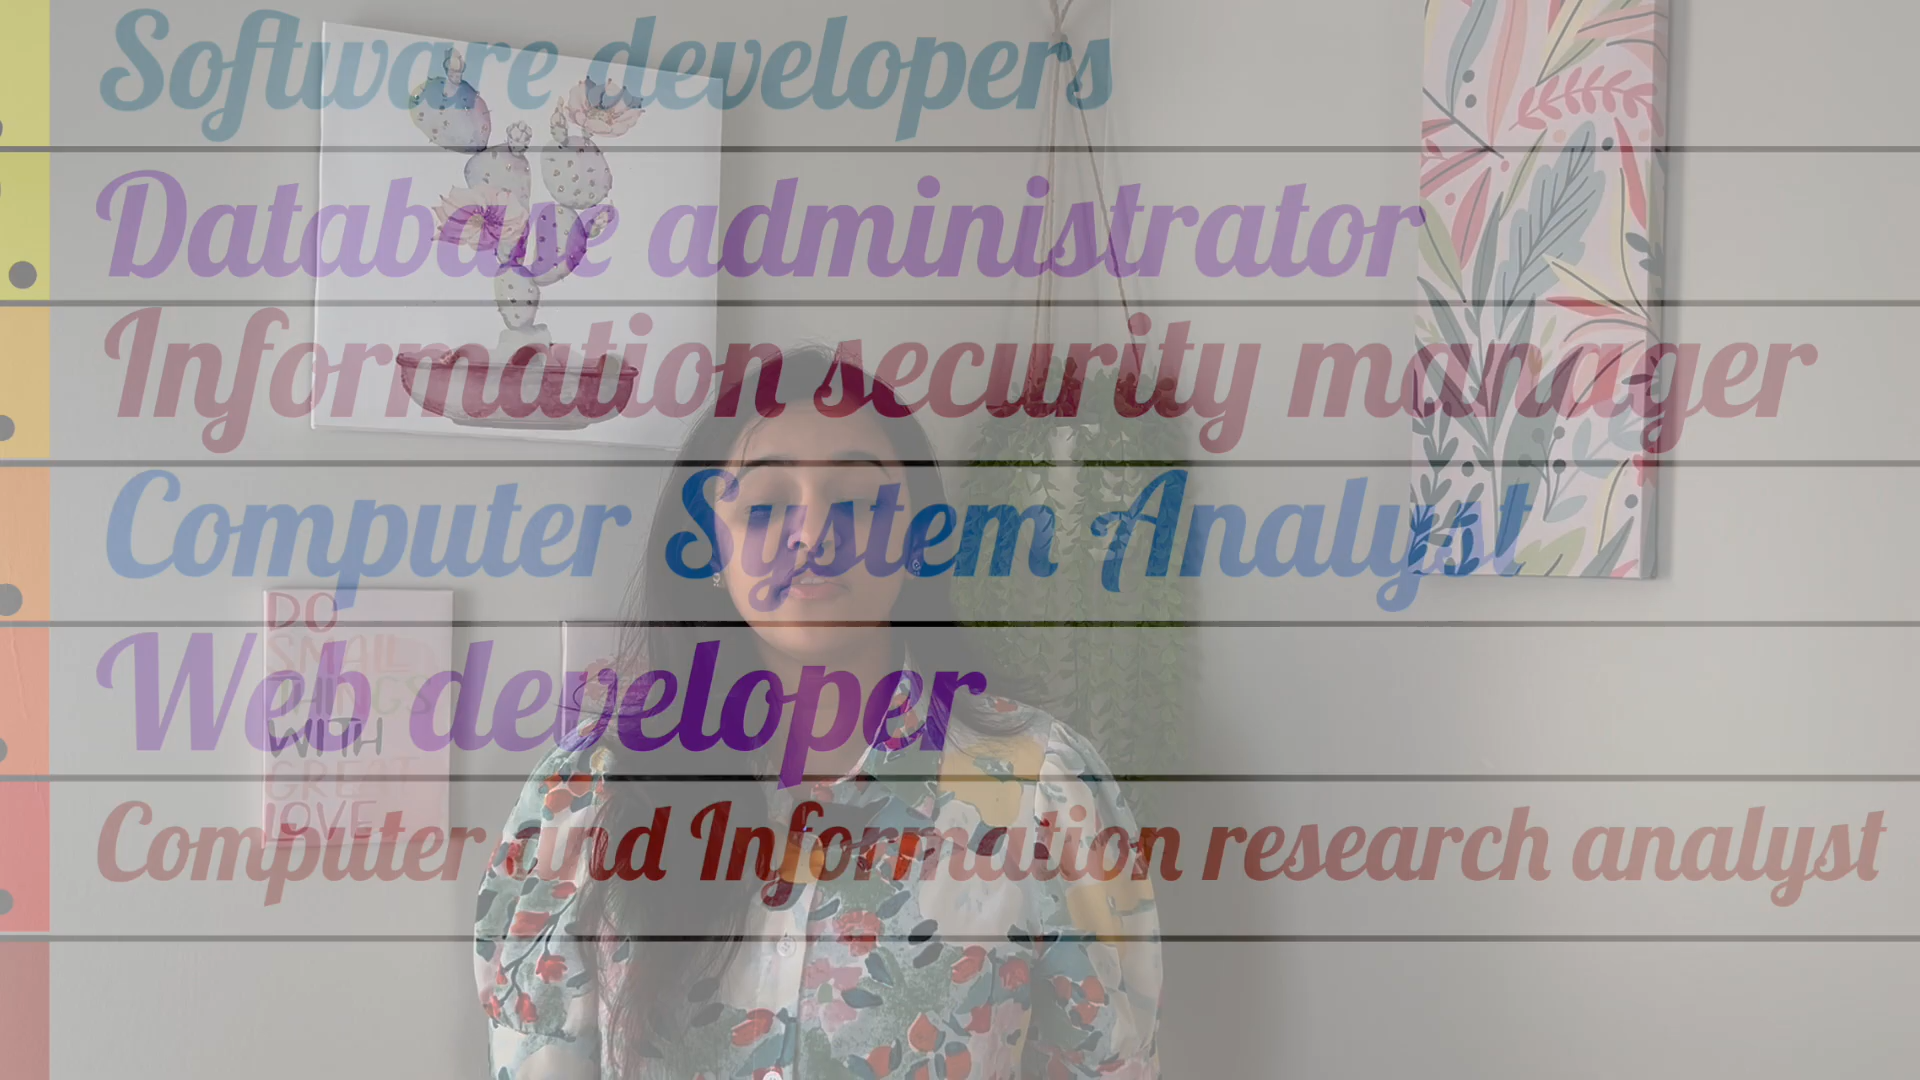 Software developers
Database administrator
Information security manager
Computer System Analyst
Web developer
Computer and Information research analyst
DO
SMALL
THINGS
WITH
GREAT
LOVE